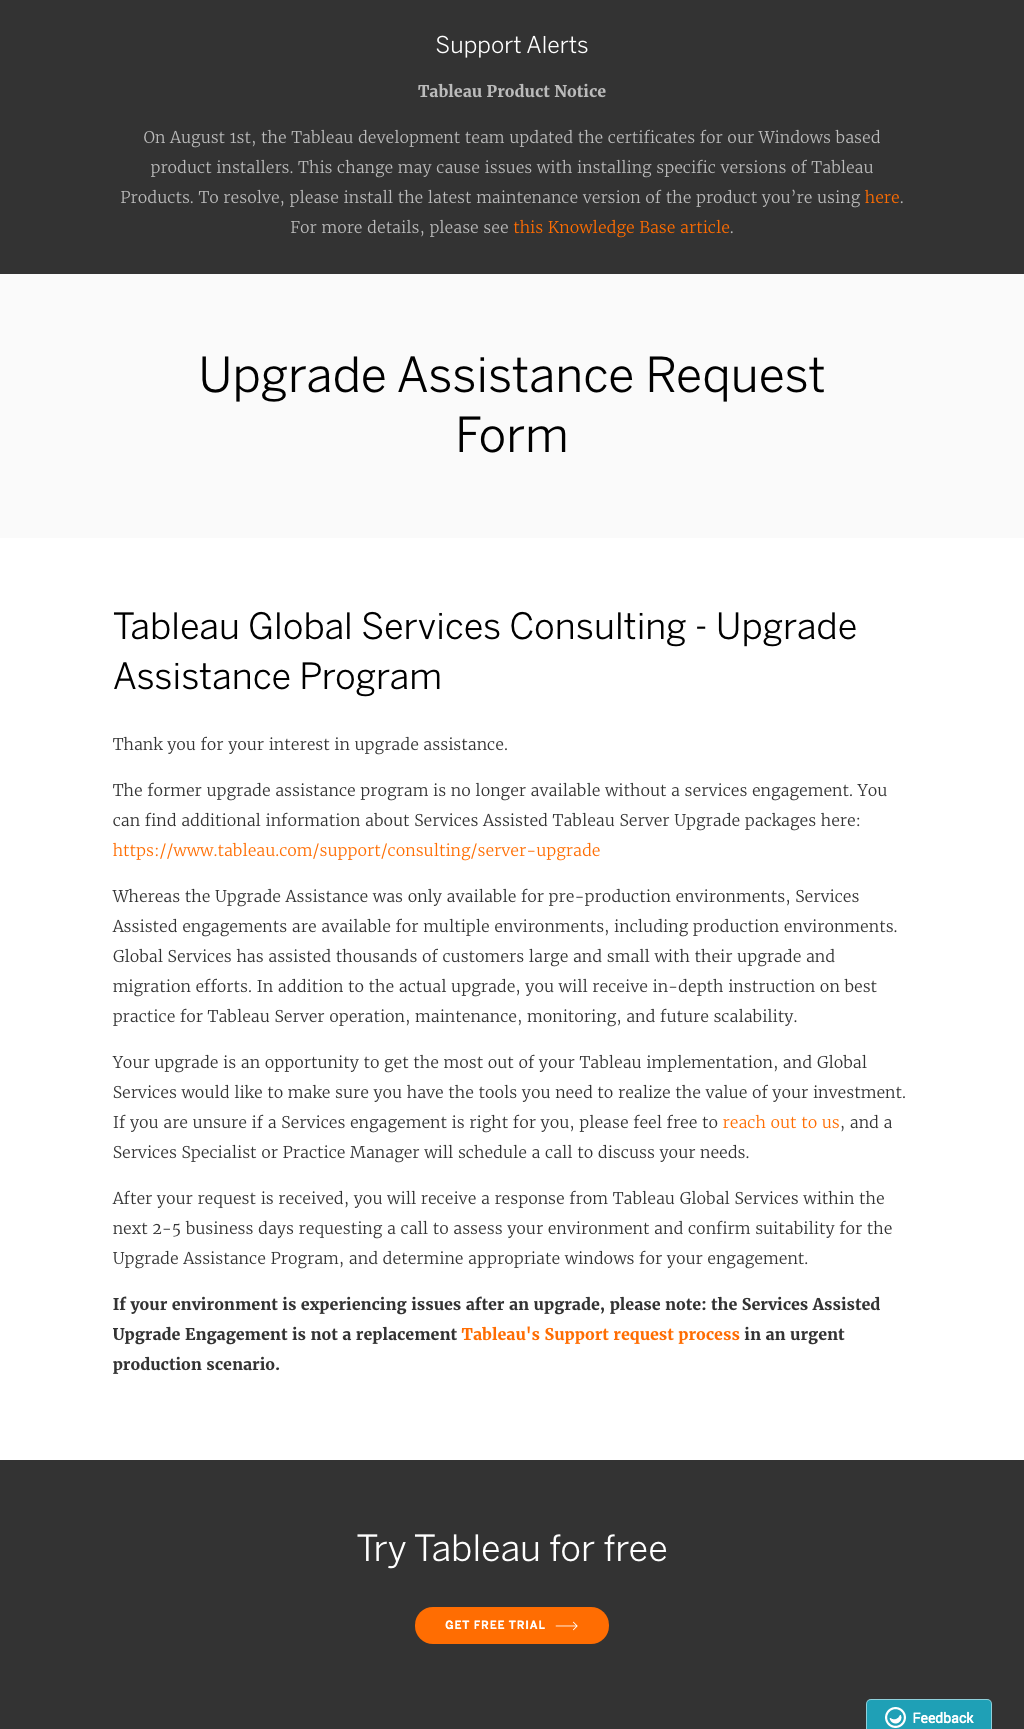 Support Alerts
Tableau Product Notice
On August 1st, the Tableau development team updated the certificates for our Windows based
product installers. This change may cause issues with installing specific versions of Tableau
Products. To resolve, please install the latest maintenance version of the product you’re using here.
For more details, please see this Knowledge Base article.
Upgrade Assistance Request
Form
Tableau Global Services Consulting - Upgrade
Assistance Program
Thank you for your interest in upgrade assistance.
The former upgrade assistance program is no longer available without a services engagement. You
can find additional information about Services Assisted Tableau Server Upgrade packages here:
https://www.tableau.com/support/consulting/server-upgrade
Whereas the Upgrade Assistance was only available for pre-production environments, Services
Assisted engagements are available for multiple environments, including production environments.
Global Services has assisted thousands of customers large and small with their upgrade and
migration efforts. In addition to the actual upgrade, you will receive in-depth instruction on best
practice for Tableau Server operation, maintenance, monitoring, and future scalability.
Your upgrade is an opportunity to get the most out of your Tableau implementation, and Global
Services would like to make sure you have the tools you need to realize the value of your investment.
If you are unsure if a Services engagement is right for you, please feel free to reach out to us, and a
Services Specialist or Practice Manager will schedule a call to discuss your needs.
After your request is received, you will receive a response from Tableau Global Services within the
next 2-5 business days requesting a call to assess your environment and confirm suitability for the
Upgrade Assistance Program, and determine appropriate windows for your engagement.
If your environment is experiencing issues after an upgrade, please note: the Services Assisted
Upgrade Engagement is not a replacement Tableau's Support request process in an urgent
production scenario.
Try Tableau for free
GET FREE TRIAL
Feedback